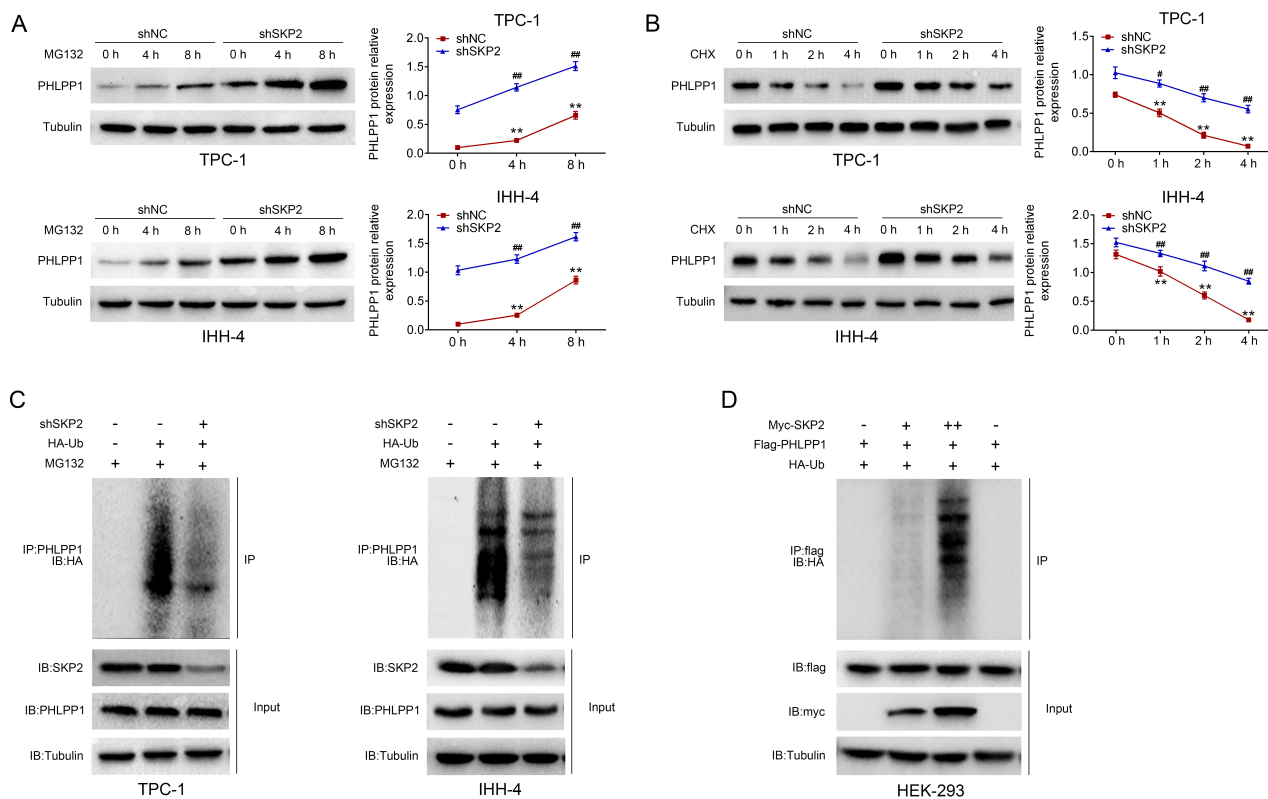 A
shNC shSKP2
MG132 0 h 4 h 8 h 0 h 4 h 8 h
PHLPP1
Tubulin
TPC-1
TPC-1
shNC
shSKP2
PHLPP1 protein relative
expression
2.0
1.5
1.0
0.5
0.0
## ##
** **
0 h 4 h 8 h
shNC shSKP2
MG132 0 h 4 h 8 h 0 h 4 h 8 h
PHLPP1
Tubulin
IHH-4
IHH-4
shNC
shSKP2
PHLPP1 protein relative
expression
2.0
1.5
1.0
0.5
0.0
## ##
** **
0 h 4 h 8 h
B
shNC shSKP2
CHX 0 h 1 h 2 h 4 h 0 h 1 h 2 h 4 h
PHLPP1
Tubulin
TPC-1
TPC-1
shNC
shSKP2
PHLPP1 protein relative
expression
1.5
1.0
0.5
0.0
# ## ##
** ** **
0 h 1 h 2 h 4 h
shNC shSKP2
CHX 0 h 1 h 2 h 4 h 0 h 1 h 2 h 4 h
PHLPP1
Tubulin
IHH-4
IHH-4
shNC
shSKP2
PHLPP1 protein relative
expression
2.0
1.5
1.0
0.5
0.0
## ## ##
** ** **
0 h 1 h 2 h 4 h
C
shSKP2 - - +
HA-Ub - + +
MG132 + + +
IP:PHLPP1
IB:HA
IP
IB:SKP2
IB:PHLPP1
Input
IB:Tubulin
TPC-1
shSKP2 - - +
HA-Ub - + +
MG132 + + +
IP:PHLPP1
IB:HA
IP
IB:SKP2
IB:PHLPP1
Input
IB:Tubulin
IHH-4
D
Myc-SKP2 - + ++ -
Flag-PHLPP1 + + + +
HA-Ub + + + +
IP:flag
IB:HA
IP
IB:flag
IB:myc
Input
IB:Tubulin
HEK-293